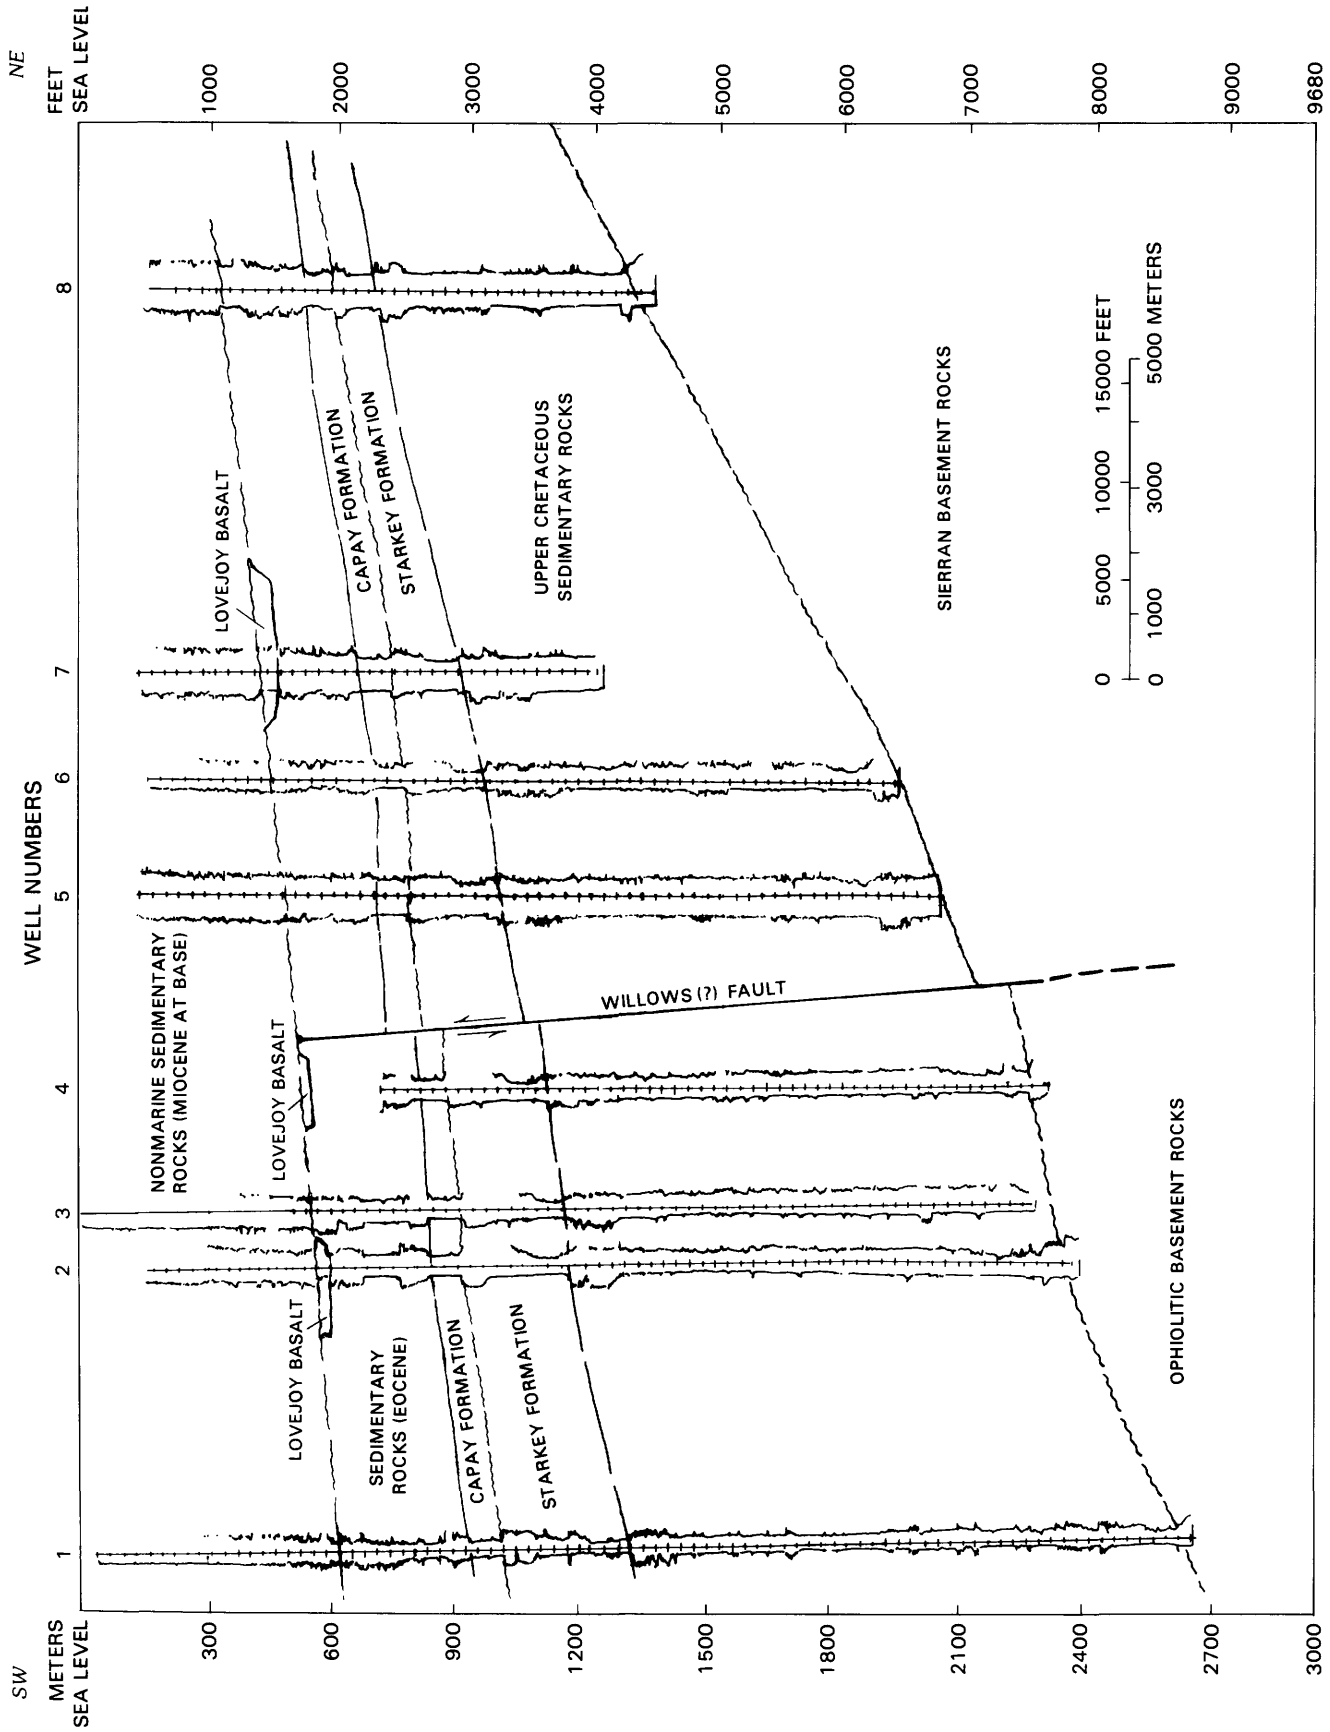 SW
NE
METERS
SEA LEVEL
FEET
SEA LEVEL
WELL NUMBERS
1
2
3
4
5
6
7
8
300
600
900
1200
1500
1800
2100
2400
2700
3000
1000
2000
3000
4000
5000
6000
7000
8000
9000
9680
NONMARINE SEDIMENTARY
ROCKS (MIOCENE AT BASE)
LOVEJOY BASALT
LOVEJOY BASALT
LOVEJOY BASALT
SEDIMENTARY
ROCKS (EOCENE)
CAPAY FORMATION
STARKEY FORMATION
CAPAY FORMATION
STARKEY FORMATION
WILLOWS (?) FAULT
UPPER CRETACEOUS
SEDIMENTARY ROCKS
SIERRAN BASEMENT ROCKS
OPHIOLITIC BASEMENT ROCKS
0 5000 10000 15000 FEET
0 1000 3000 5000 METERS